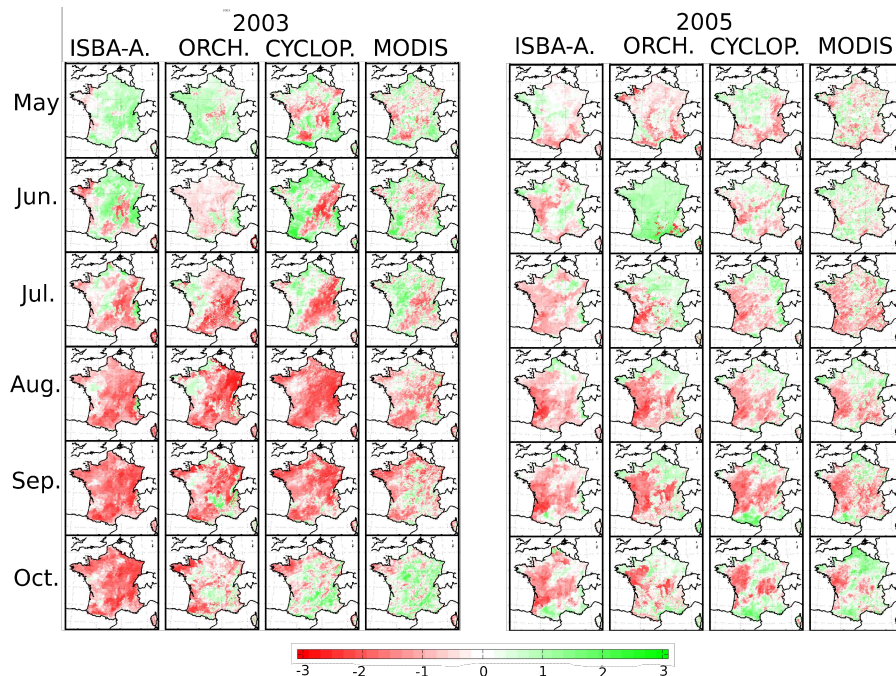 2003
2005
ISBA-A. ORCH. CYCLOP. MODIS
ISBA-A. ORCH. CYCLOP. MODIS
May
Jun.
Jul.
Aug.
Sep.
Oct.
-3 -2 -1 0 1 2 3